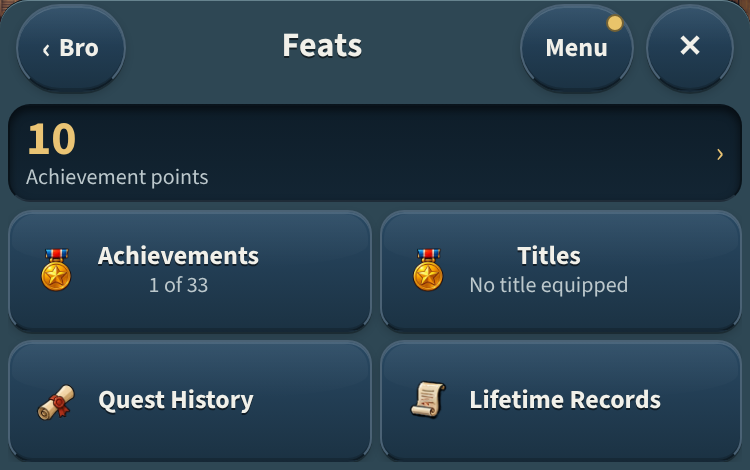 ‹ Bro
Feats
Menu
✕
10
Achievement points
›
Achievements
1 of 33
Titles
No title equipped
Quest History
Lifetime Records